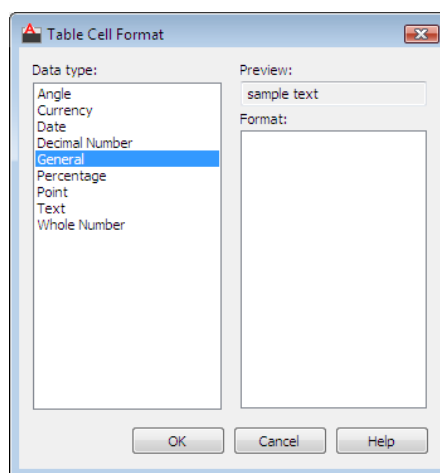 Table Cell Format
Data type:
Angle
Currency
Date
Decimal Number
General
Percentage
Point
Text
Whole Number
Preview:
sample text
Format:
OK
Cancel
Help